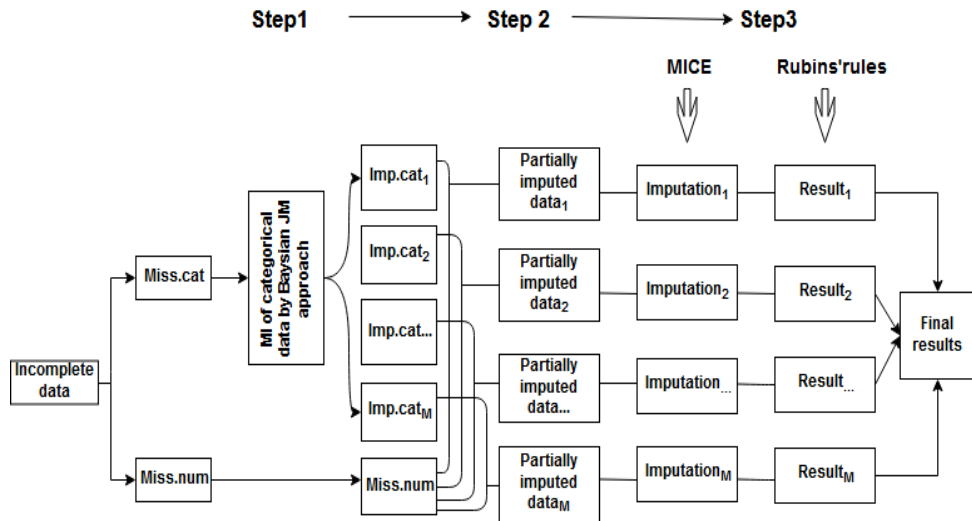 Step1
Step 2
Step3
MICE
Rubins'rules
Incomplete
data
Miss.cat
Miss.num
MI of categorical
data by Baysian JM
approach
Imp.cat1
Imp.cat2
Imp.cat...
Imp.catM
Miss.num
Partially
imputed
data1
Partially
imputed
data2
Partially
imputed
data...
Partially
imputed
dataM
Imputation1
Imputation2
Imputation...
ImputationM
Result1
Result2
Result...
ResultM
Final
results